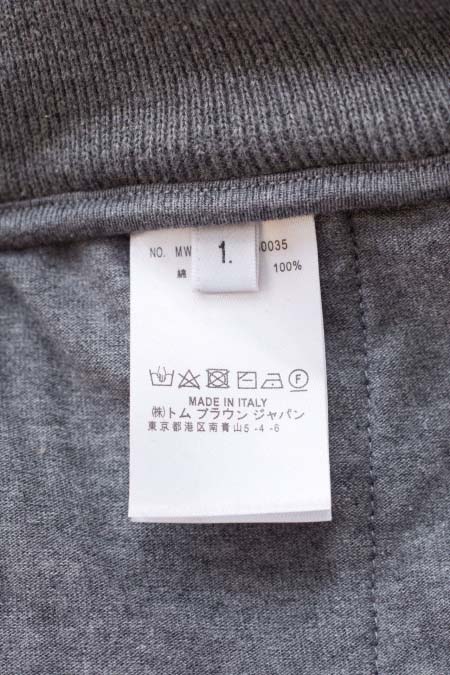 NO. MW 1. 0035
綿 100%
MADE IN ITALY
㈱トム ブラウン ジャパン
東京都港区南青山5-4-6